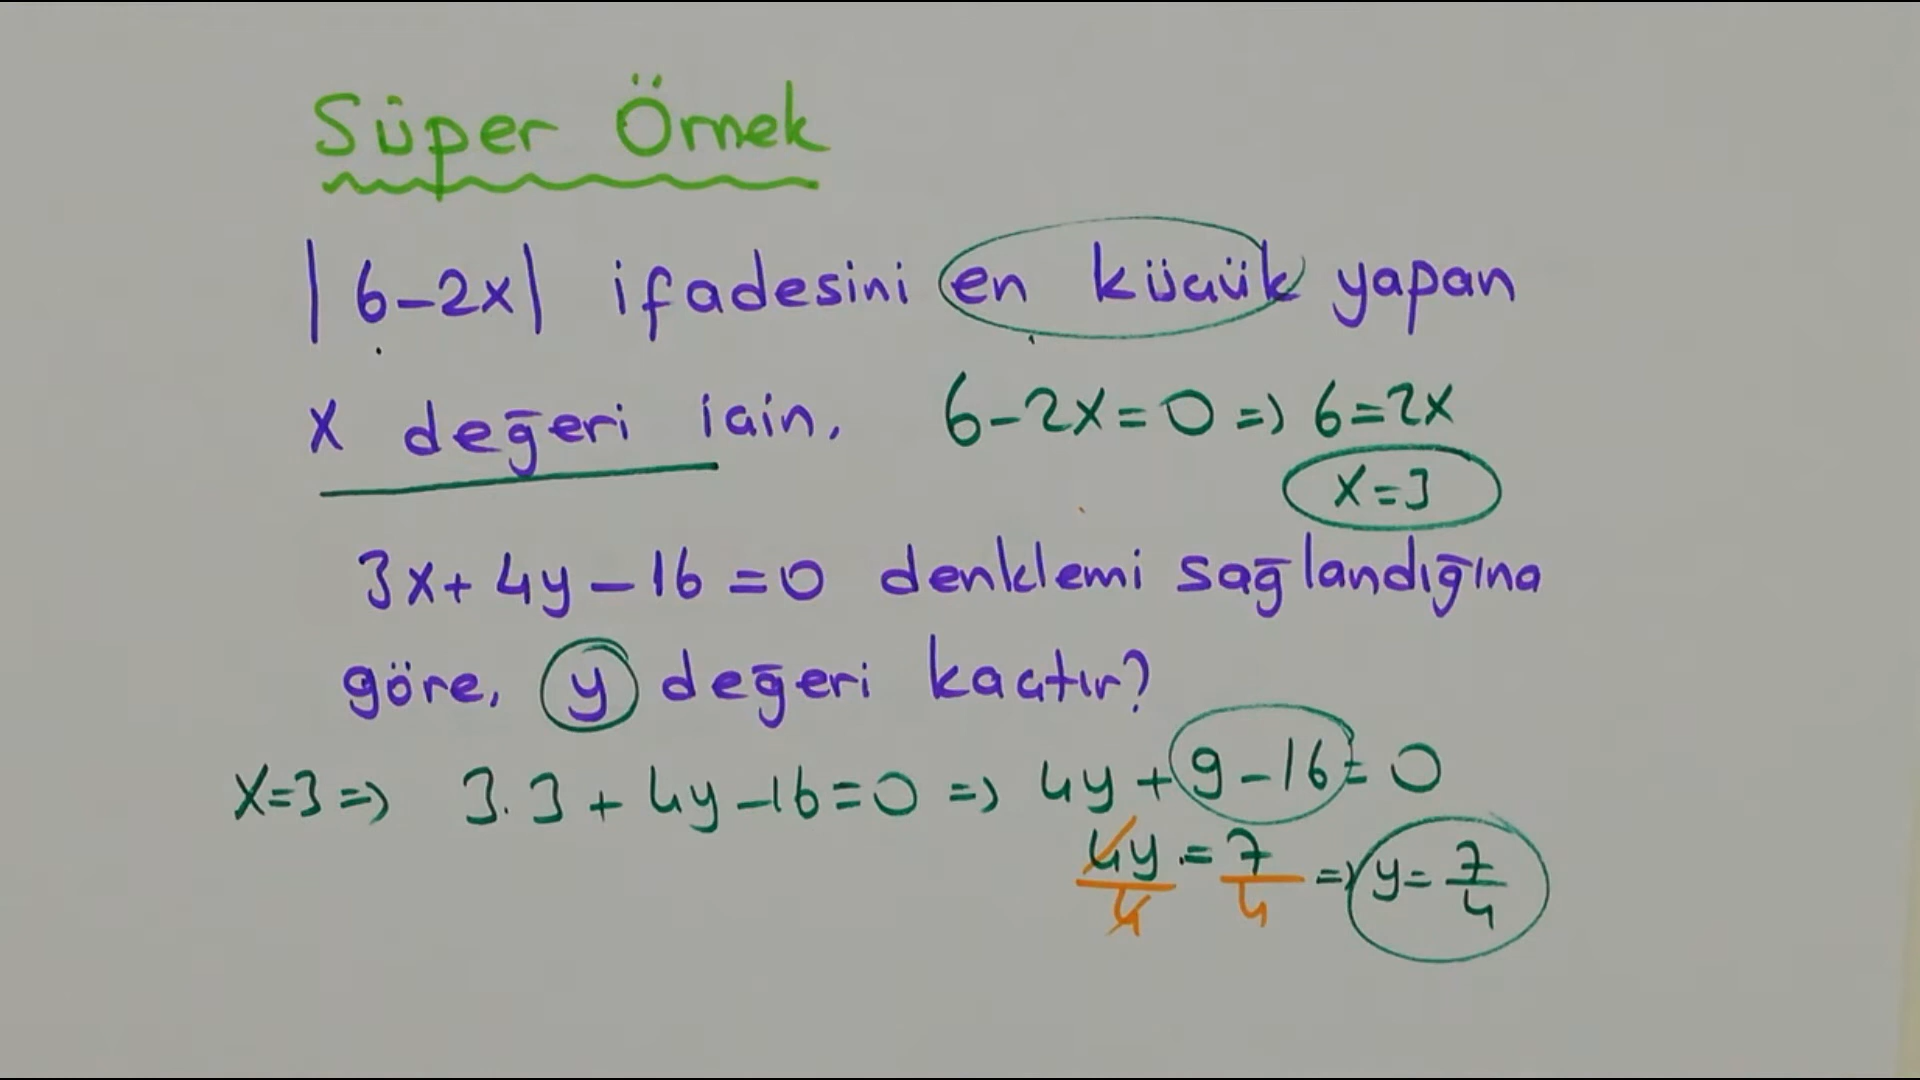 Süper Örnek
|6-2x| ifadesini en küçük yapan
x değeri için, 6-2x=0 => 6=2x
x=3
3x+4y-16=0 denklemi sağlandığına
göre, y değeri kaçtır?
x=3 => 3.3+4y-16=0 => 4y+9-16=0
4y/4 = 7/4 => y=7/4